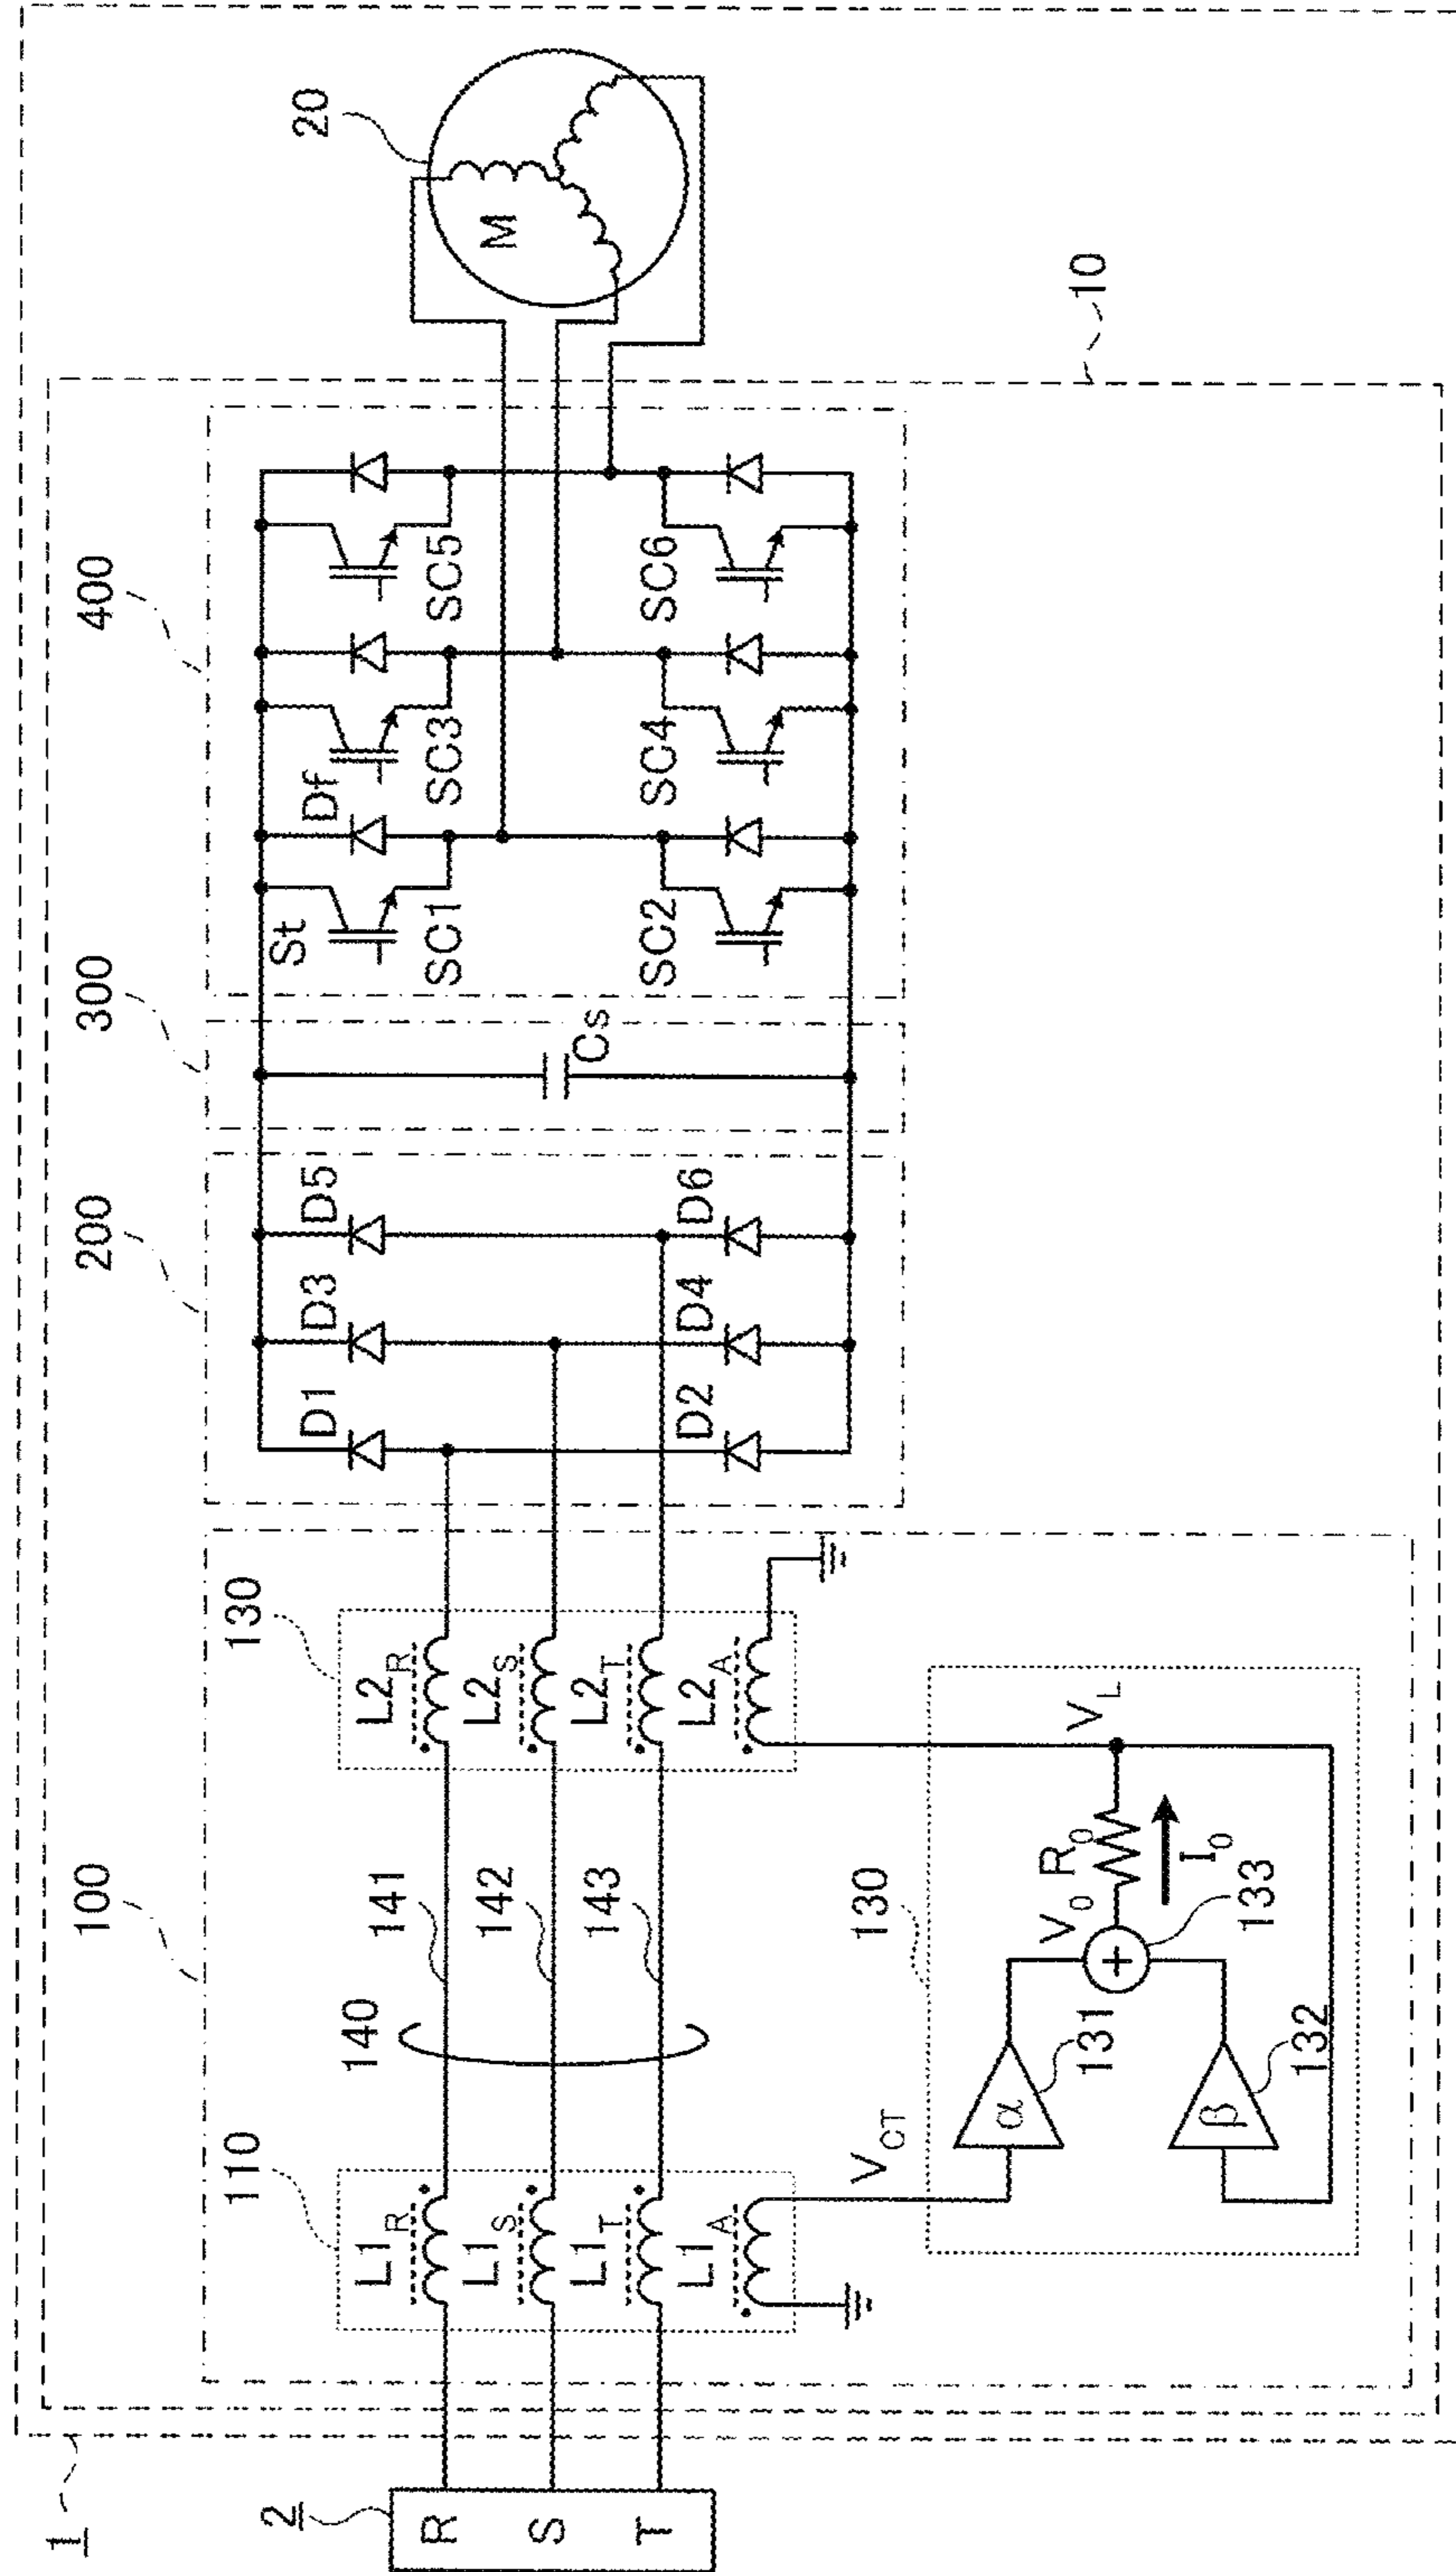 1
2
R
S
T
100
110
L1R
L1S
L1T
L1A
140
141
142
143
130
L2R
L2S
L2T
L2A
VCT
130
α
131
β
132
V0
R0
I0
133
VL
200
D1
D3
D5
D2
D4
D6
300
Cs
400
St
Df
SC1
SC3
SC5
SC2
SC4
SC6
10
20
M